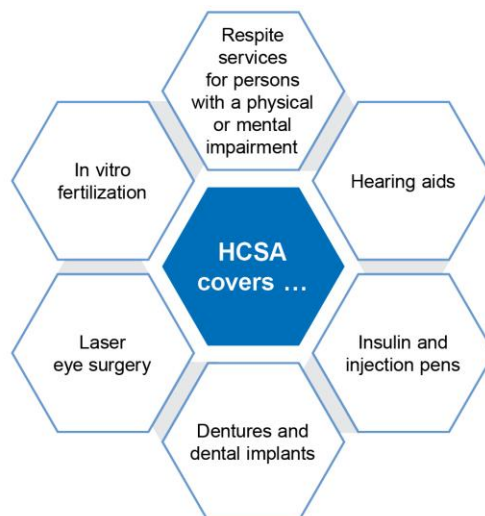 Respite
services
for persons
with a physical
or mental
impairment
In vitro
fertilization
Hearing aids
HCSA
covers ...
Laser
eye surgery
Insulin and
injection pens
Dentures and
dental implants